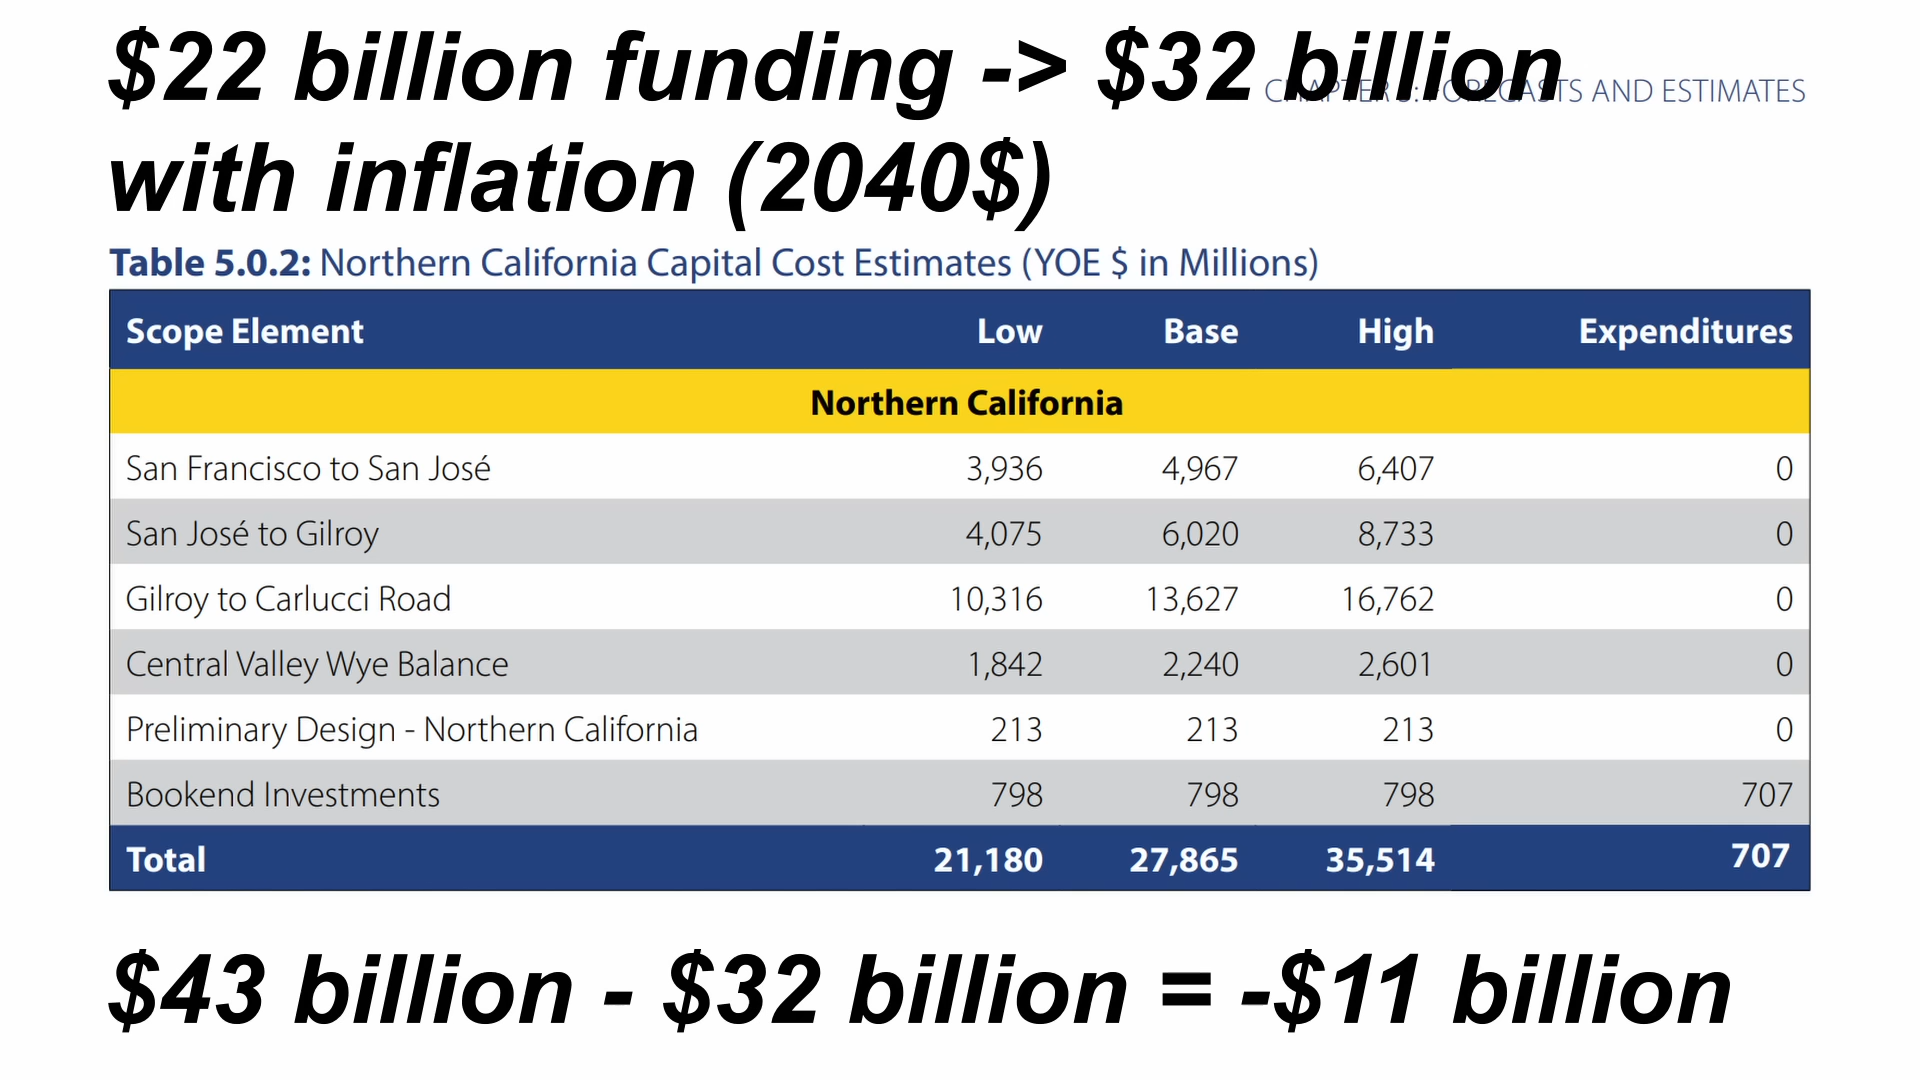 $22 billion funding -> $32 billion
CHAPTER 5: FORECASTS AND ESTIMATES
with inflation (2040$)
Table 5.0.2: Northern California Capital Cost Estimates (YOE $ in Millions)
Scope Element Low Base High Expenditures
Northern California
San Francisco to San José 3,936 4,967 6,407 0
San José to Gilroy 4,075 6,020 8,733 0
Gilroy to Carlucci Road 10,316 13,627 16,762 0
Central Valley Wye Balance 1,842 2,240 2,601 0
Preliminary Design - Northern California 213 213 213 0
Bookend Investments 798 798 798 707
Total 21,180 27,865 35,514 707
$43 billion - $32 billion = -$11 billion